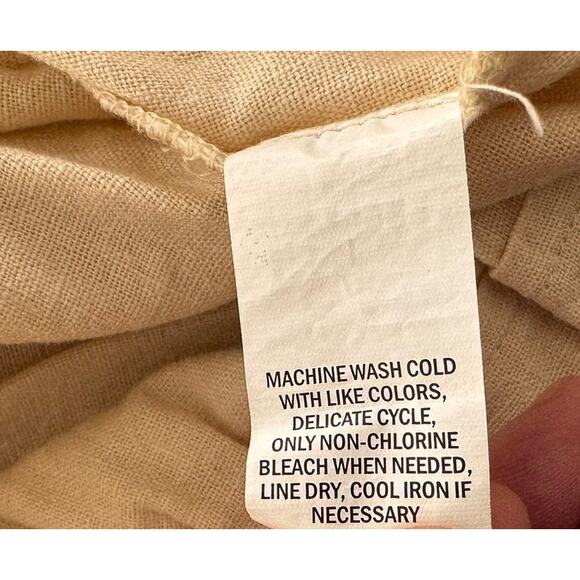 MACHINE WASH COLD
WITH LIKE COLORS,
DELICATE CYCLE,
ONLY NON-CHLORINE
BLEACH WHEN NEEDED,
LINE DRY, COOL IRON IF
NECESSARY